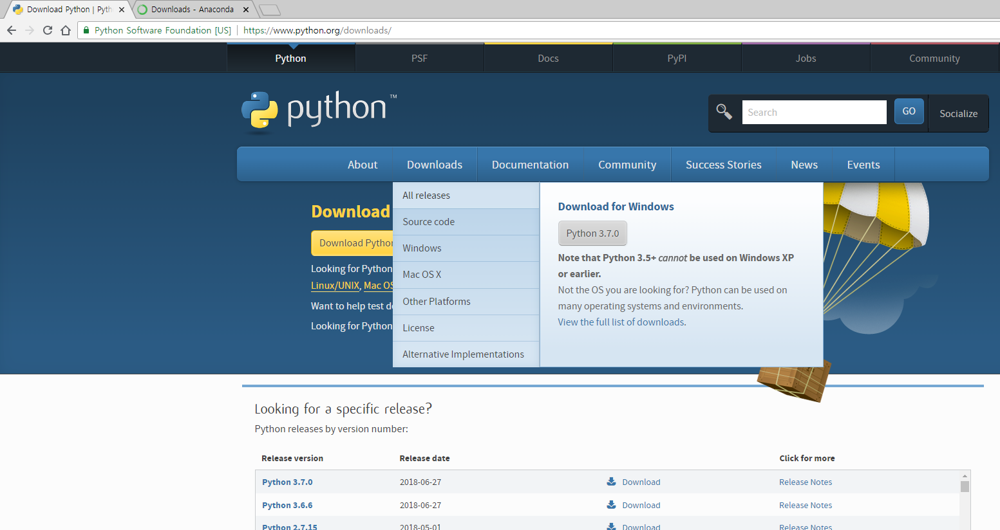 Download Python | Pyth
Downloads - Anaconda
Python Software Foundation [US]
https://www.python.org/downloads/
Python
PSF
Docs
PyPI
Jobs
Community
python™
Search
GO
Socialize
About
Downloads
Documentation
Community
Success Stories
News
Events
All releases
Source code
Windows
Mac OS X
Other Platforms
License
Alternative Implementations
Download for Windows
Python 3.7.0
Note that Python 3.5+ cannot be used on Windows XP
or earlier.
Not the OS you are looking for? Python can be used on
many operating systems and environments.
View the full list of downloads.
Download
Download Python
Looking for Python
Linux/UNIX, Mac OS
Want to help test de
Looking for Python
Looking for a specific release?
Python releases by version number:
Release version Release date Click for more
Python 3.7.0 2018-06-27 Download Release Notes
Python 3.6.6 2018-06-27 Download Release Notes
Python 2.7.15 2018-05-01 Download Release Notes